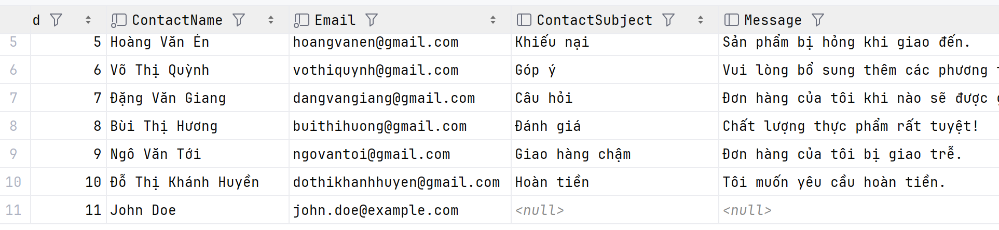 d ContactName Email ContactSubject Message
5 5 Hoàng Văn Én hoangvanen@gmail.com Khiếu nại Sản phẩm bị hỏng khi giao đến.
6 6 Võ Thị Quỳnh vothiquynh@gmail.com Góp ý Vui lòng bổ sung thêm các phương
7 7 Đặng Văn Giang dangvangiang@gmail.com Câu hỏi Đơn hàng của tôi khi nào sẽ được
8 8 Bùi Thị Hương buithihuong@gmail.com Đánh giá Chất lượng thực phẩm rất tuyệt!
9 9 Ngô Văn Tới ngovantoi@gmail.com Giao hàng chậm Đơn hàng của tôi bị giao trễ.
10 10 Đỗ Thị Khánh Huyền dothikhanhhuyen@gmail.com Hoàn tiền Tôi muốn yêu cầu hoàn tiền.
11 11 John Doe john.doe@example.com <null> <null>